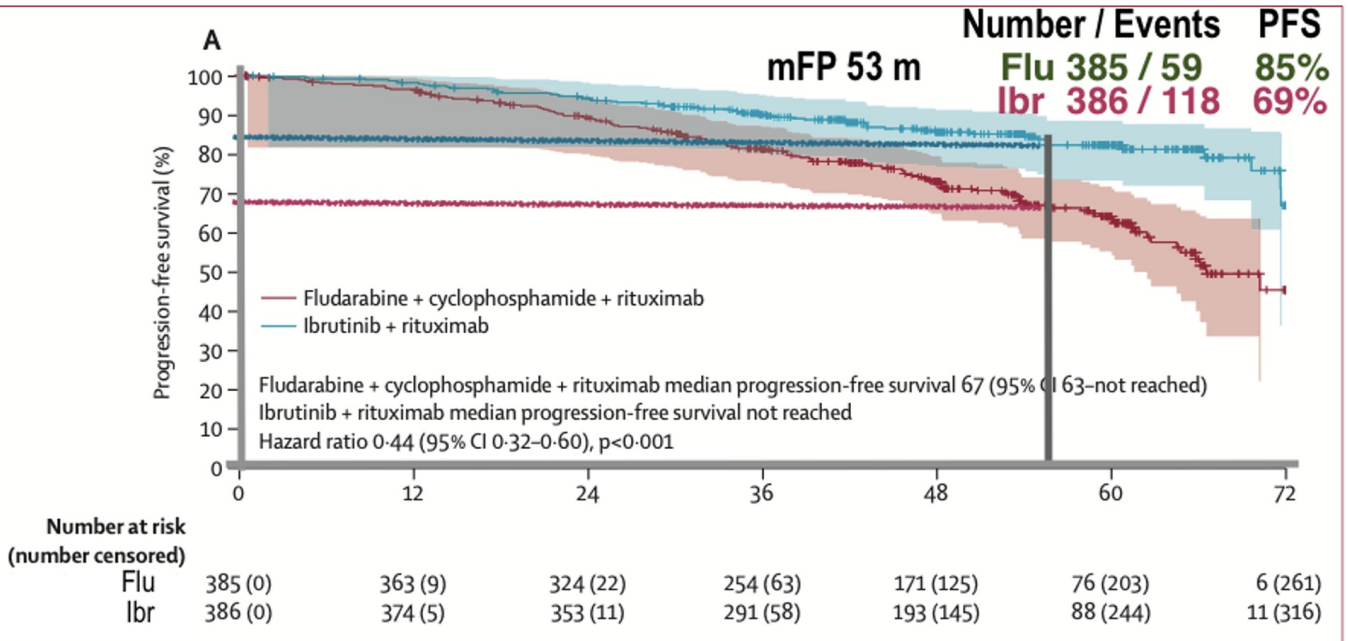 A
Number / Events PFS
mFP 53 m
Flu 385 / 59 85%
Ibr 386 / 118 69%
Progression-free survival (%)
100
90
80
70
60
50
40
30
20
10
0
Fludarabine + cyclophosphamide + rituximab
Ibrutinib + rituximab
Fludarabine + cyclophosphamide + rituximab median progression-free survival 67 (95% CI 63–not reached)
Ibrutinib + rituximab median progression-free survival not reached
Hazard ratio 0·44 (95% CI 0·32–0·60), p<0·001
0 12 24 36 48 60 72
Number at risk
(number censored)
Flu 385 (0) 363 (9) 324 (22) 254 (63) 171 (125) 76 (203) 6 (261)
Ibr 386 (0) 374 (5) 353 (11) 291 (58) 193 (145) 88 (244) 11 (316)